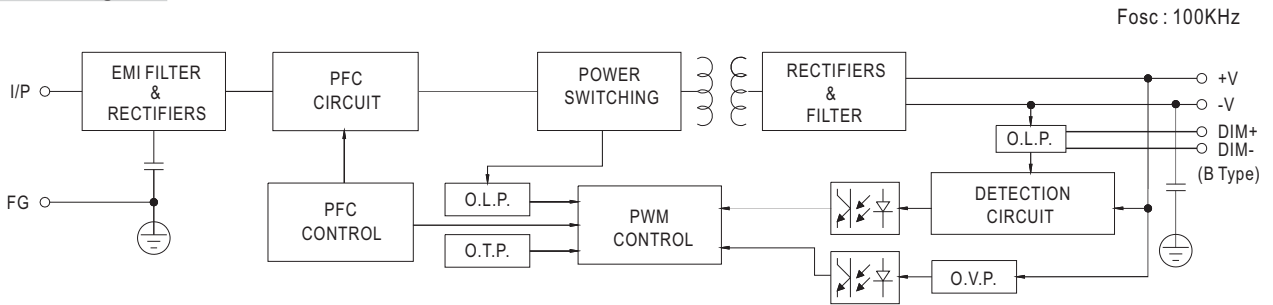 Fosc : 100KHz
I/P
EMI FILTER
&
RECTIFIERS
PFC
CIRCUIT
POWER
SWITCHING
RECTIFIERS
&
FILTER
+V
-V
DIM+
DIM-
(B Type)
O.L.P.
FG
PFC
CONTROL
O.L.P.
O.T.P.
PWM
CONTROL
DETECTION
CIRCUIT
O.V.P.